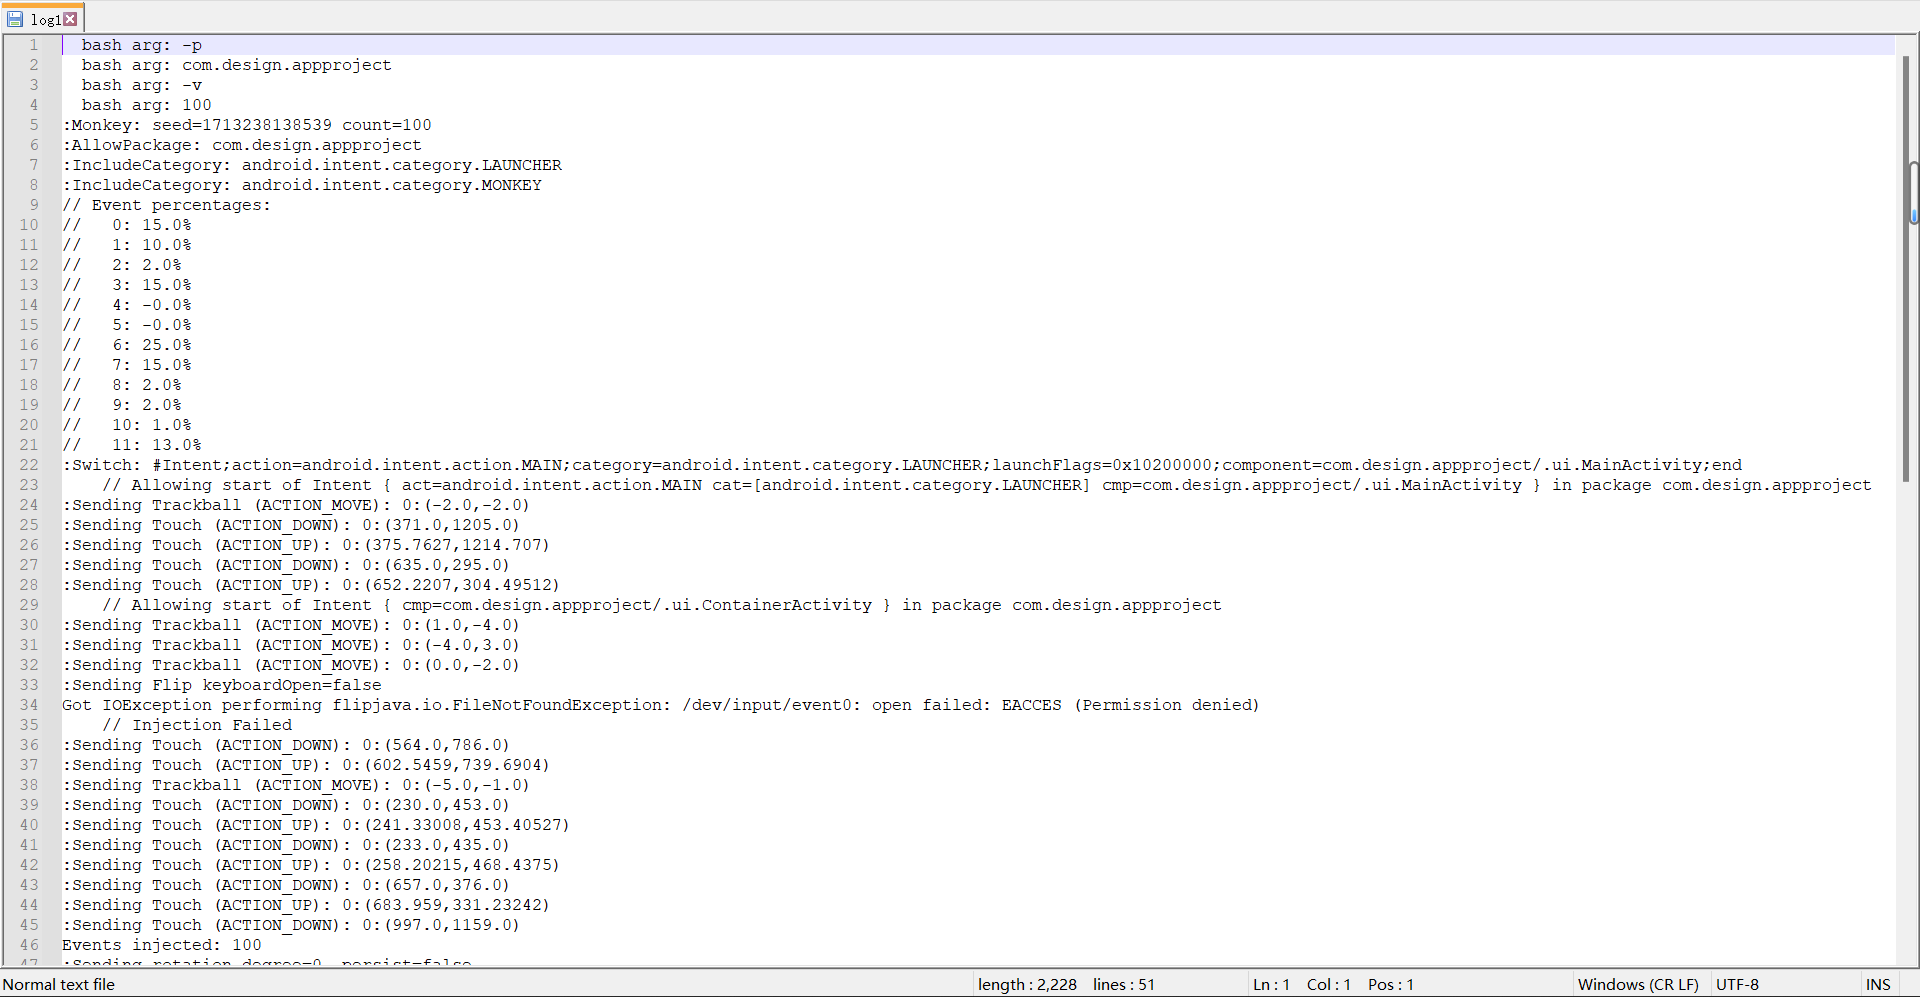 log1
1 bash arg: -p
2 bash arg: com.design.appproject
3 bash arg: -v
4 bash arg: 100
5 :Monkey: seed=1713238138539 count=100
6 :AllowPackage: com.design.appproject
7 :IncludeCategory: android.intent.category.LAUNCHER
8 :IncludeCategory: android.intent.category.MONKEY
9 // Event percentages:
10 //   0: 15.0%
11 //   1: 10.0%
12 //   2: 2.0%
13 //   3: 15.0%
14 //   4: -0.0%
15 //   5: -0.0%
16 //   6: 25.0%
17 //   7: 15.0%
18 //   8: 2.0%
19 //   9: 2.0%
20 //   10: 1.0%
21 //   11: 13.0%
22 :Switch: #Intent;action=android.intent.action.MAIN;category=android.intent.category.LAUNCHER;launchFlags=0x10200000;component=com.design.appproject/.ui.MainActivity;end
23     // Allowing start of Intent { act=android.intent.action.MAIN cat=[android.intent.category.LAUNCHER] cmp=com.design.appproject/.ui.MainActivity } in package com.design.appproject
24 :Sending Trackball (ACTION_MOVE): 0:(-2.0,-2.0)
25 :Sending Touch (ACTION_DOWN): 0:(371.0,1205.0)
26 :Sending Touch (ACTION_UP): 0:(375.7627,1214.707)
27 :Sending Touch (ACTION_DOWN): 0:(635.0,295.0)
28 :Sending Touch (ACTION_UP): 0:(652.2207,304.49512)
29     // Allowing start of Intent { cmp=com.design.appproject/.ui.ContainerActivity } in package com.design.appproject
30 :Sending Trackball (ACTION_MOVE): 0:(1.0,-4.0)
31 :Sending Trackball (ACTION_MOVE): 0:(-4.0,3.0)
32 :Sending Trackball (ACTION_MOVE): 0:(0.0,-2.0)
33 :Sending Flip keyboardOpen=false
34 Got IOException performing flipjava.io.FileNotFoundException: /dev/input/event0: open failed: EACCES (Permission denied)
35     // Injection Failed
36 :Sending Touch (ACTION_DOWN): 0:(564.0,786.0)
37 :Sending Touch (ACTION_UP): 0:(602.5459,739.6904)
38 :Sending Trackball (ACTION_MOVE): 0:(-5.0,-1.0)
39 :Sending Touch (ACTION_DOWN): 0:(230.0,453.0)
40 :Sending Touch (ACTION_UP): 0:(241.33008,453.40527)
41 :Sending Touch (ACTION_DOWN): 0:(233.0,435.0)
42 :Sending Touch (ACTION_UP): 0:(258.20215,468.4375)
43 :Sending Touch (ACTION_DOWN): 0:(657.0,376.0)
44 :Sending Touch (ACTION_UP): 0:(683.959,331.23242)
45 :Sending Touch (ACTION_DOWN): 0:(997.0,1159.0)
46 Events injected: 100
47 :Sending rotation degree=0, persist=false
Normal text file length : 2,228 lines : 51 Ln : 1 Col : 1 Pos : 1 Windows (CR LF) UTF-8 INS